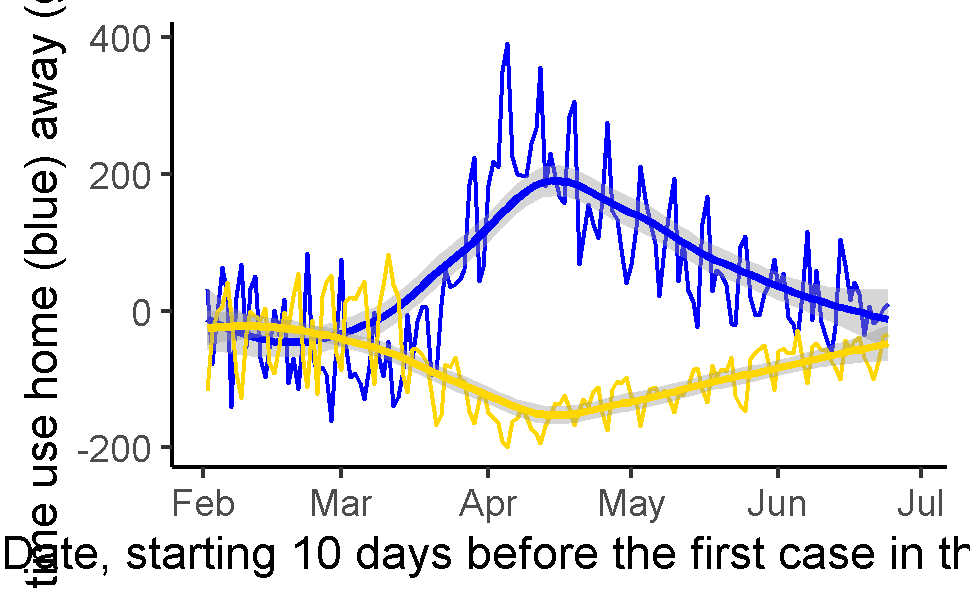 time use home (blue) away (
400
200
0
-200
Feb Mar Apr May Jun Jul
Date, starting 10 days before the first case in th